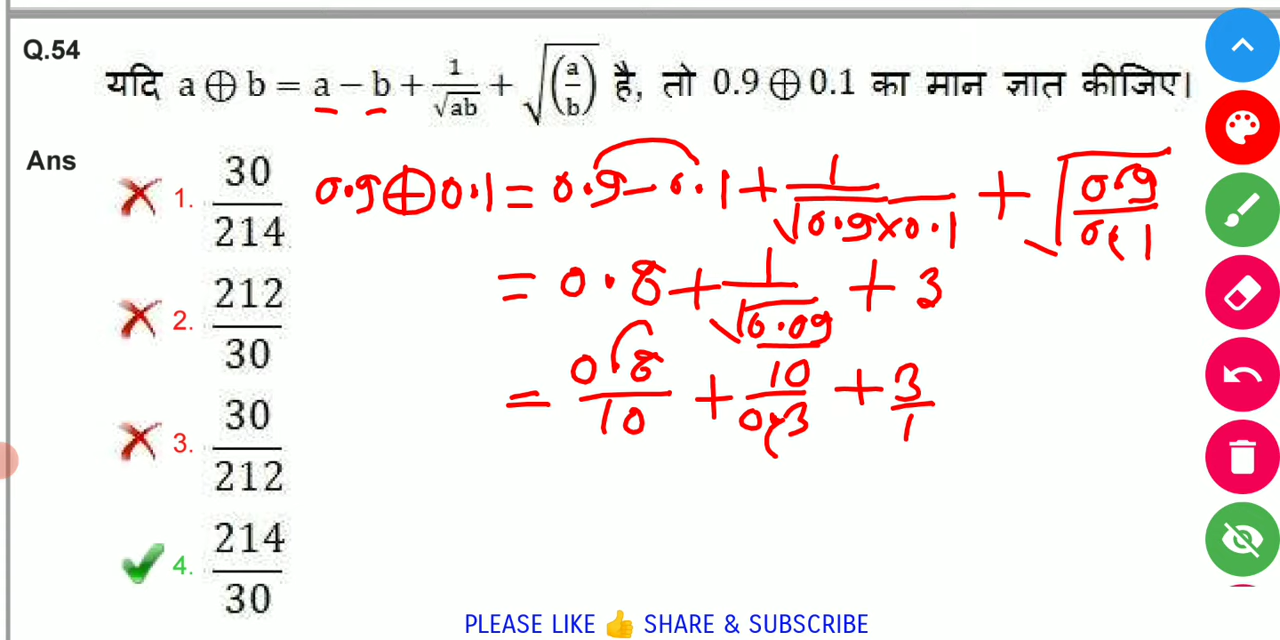 Q.54
यदि a ⊕ b = a − b + 1/√ab + √(a/b) है, तो 0.9 ⊕ 0.1 का मान ज्ञात कीजिए।
Ans
1. 30/214
2. 212/30
3. 30/212
4. 214/30
0.9 ⊕ 0.1 = 0.9 − 0.1 + 1/√0.9×0.1 + √0.9/0.1
= 0.8 + 1/√0.09 + 3
= 0.8/10 + 10/0.3 + 3/1
PLEASE LIKE 👍 SHARE & SUBSCRIBE